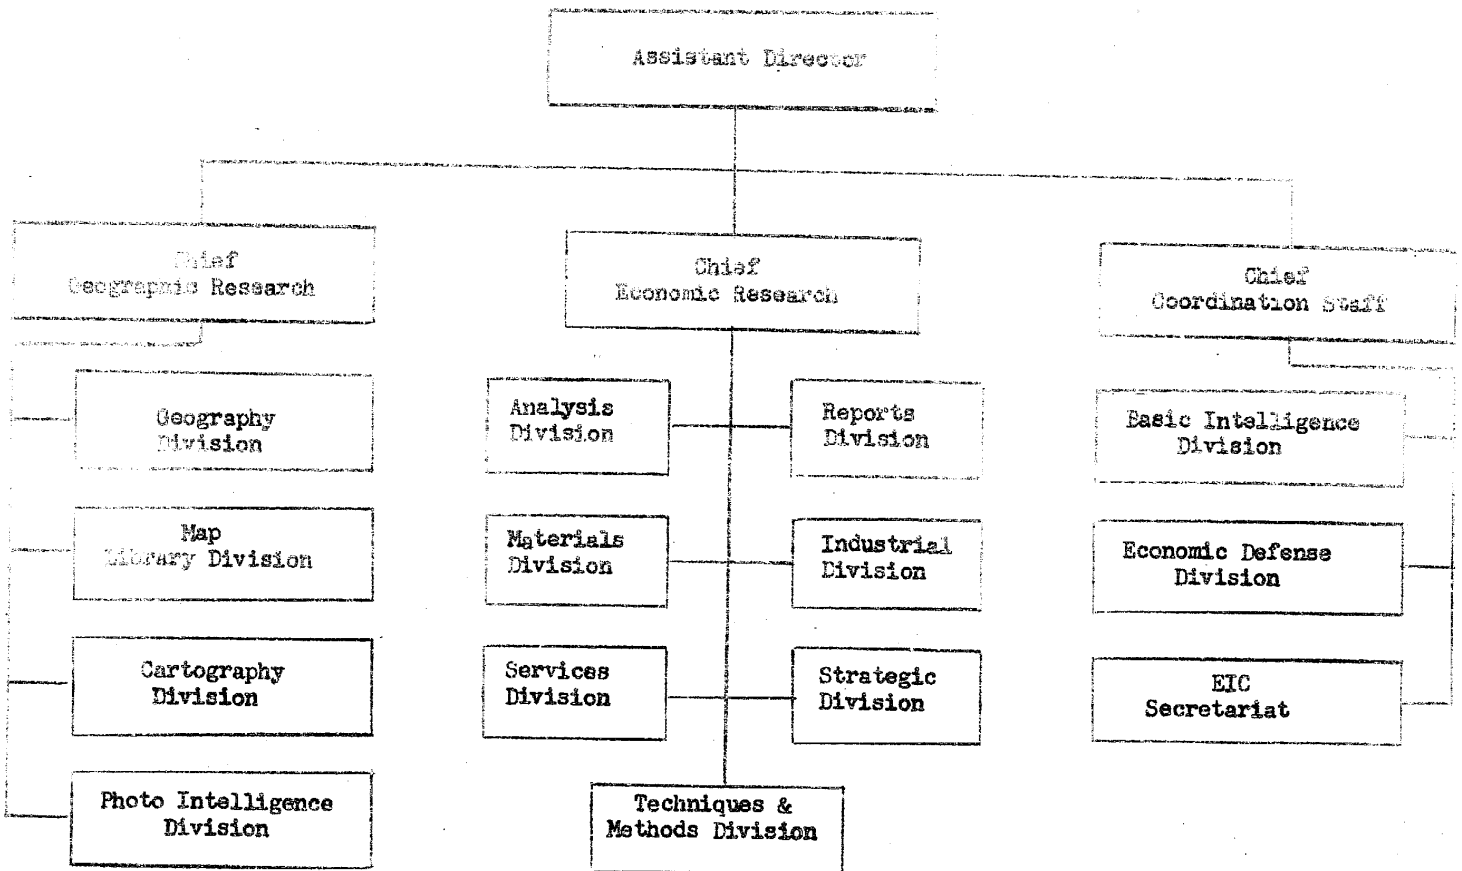 Assistant Director
Chief
Geographic Research
Chief
Economic Research
Chief
Coordination Staff
Geography
Division
Map
Library Division
Cartography
Division
Photo Intelligence
Division
Analysis
Division
Reports
Division
Materials
Division
Industrial
Division
Services
Division
Strategic
Division
Techniques &
Methods Division
Basic Intelligence
Division
Economic Defense
Division
EIC
Secretariat